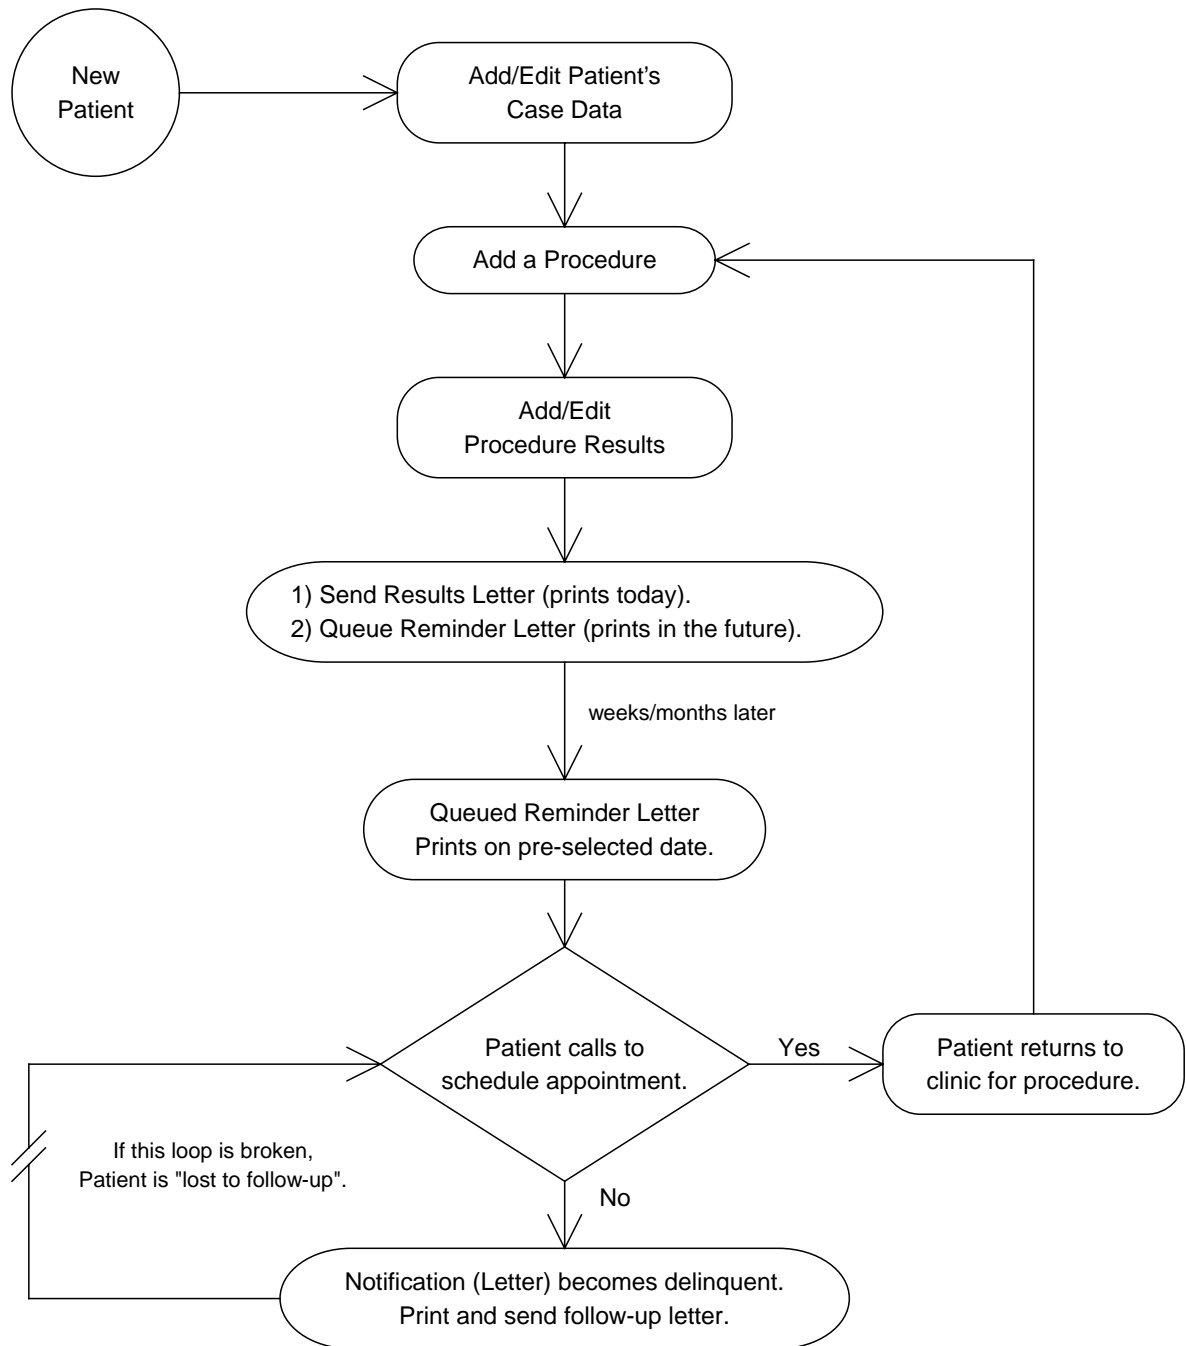 New
Patient
Add/Edit Patient's
Case Data
Add a Procedure
Add/Edit
Procedure Results
1) Send Results Letter (prints today).
2) Queue Reminder Letter (prints in the future).
weeks/months later
Queued Reminder Letter
Prints on pre-selected date.
Patient calls to
schedule appointment.
Yes
Patient returns to
clinic for procedure.
If this loop is broken,
Patient is "lost to follow-up".
No
Notification (Letter) becomes delinquent.
Print and send follow-up letter.